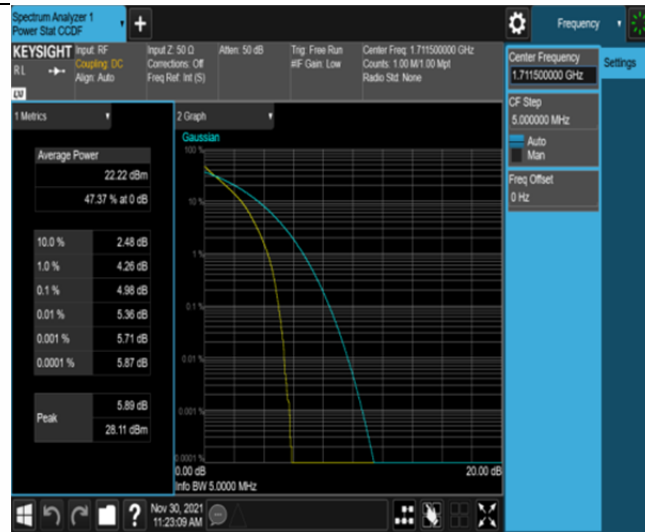 Spectrum Analyzer 1
Power Stat CCDF
Frequency
KEYSIGHT
Input: RF
Coupling: DC
Align: Auto
RL
LXI
Input Z: 50 Ω
Corrections: Off
Freq Ref: Int (S)
Atten: 50 dB
Trig: Free Run
#IF Gain: Low
Center Freq: 1.711500000 GHz
Counts: 1.00 M/1.00 Mpt
Radio Std: None
Center Frequency
1.711500000 GHz
Settings
CF Step
5.000000 MHz
Auto
Man
Freq Offset
0 Hz
1 Metrics
Average Power
22.22 dBm
47.37 % at 0 dB
10.0 % 2.48 dB
1.0 % 4.26 dB
0.1 % 4.98 dB
0.01 % 5.36 dB
0.001 % 5.71 dB
0.0001 % 5.87 dB
Peak
5.89 dB
28.11 dBm
2 Graph
Gaussian
100 %
10 %
1 %
0.1 %
0.01 %
0.001 %
0.0001 %
0.00 dB 20.00 dB
Info BW 5.0000 MHz
?
Nov 30, 2021
11:23:09 AM